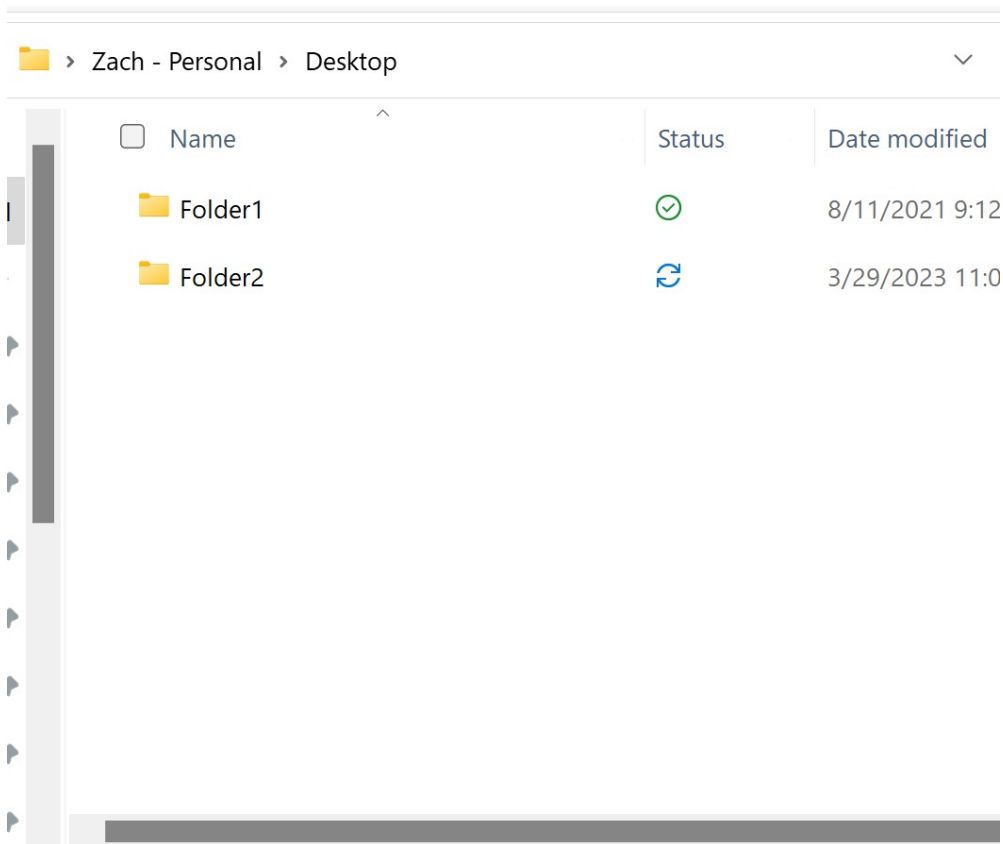 Zach - Personal > Desktop
Name Status Date modified
Folder1 8/11/2021 9:12
Folder2 3/29/2023 11:0